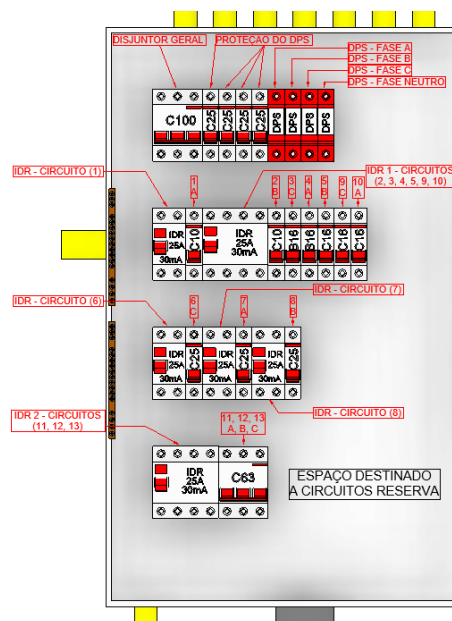 DISJUNTOR GERAL
PROTEÇÃO DO DPS
DPS - FASE A
DPS - FASE B
DPS - FASE C
DPS - FASE NEUTRO
C100
C25
C25
C25
C25
DPS
DPS
DPS
DPS
IDR - CIRCUITO (1)
1
A
IDR 1 - CIRCUITOS
(2, 3, 4, 5, 9, 10)
2
B
3
C
4
A
5
B
9
C
10
A
IDR
25A
30mA
C10
IDR
25A
30mA
C10
B16
B16
C16
C16
C16
IDR - CIRCUITO (7)
IDR - CIRCUITO (6)
6
C
7
A
8
B
IDR
25A
30mA
C25
IDR
25A
30mA
C25
IDR
25A
30mA
C25
IDR - CIRCUITO (8)
IDR 2 - CIRCUITOS
(11, 12, 13)
11, 12, 13
A, B, C
IDR
25A
30mA
C63
ESPAÇO DESTINADO
A CIRCUITOS RESERVA